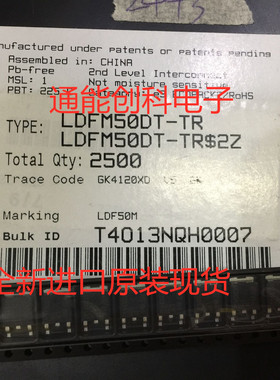 nufactured under patents or patents pending
Assembled in: CHINA
Pb-free 2nd Level Interconnect
MSL: 1 Not moisture sensitive
PBT: 225
/RoHS
通能创科电子
TYPE: LDFM50DT-TR
LDFM50DT-TR$2Z
Total Qty: 2500
Trace Code GK4120XD
Marking LDF50M
Bulk ID T4013NQH0007
全新进口原装现货